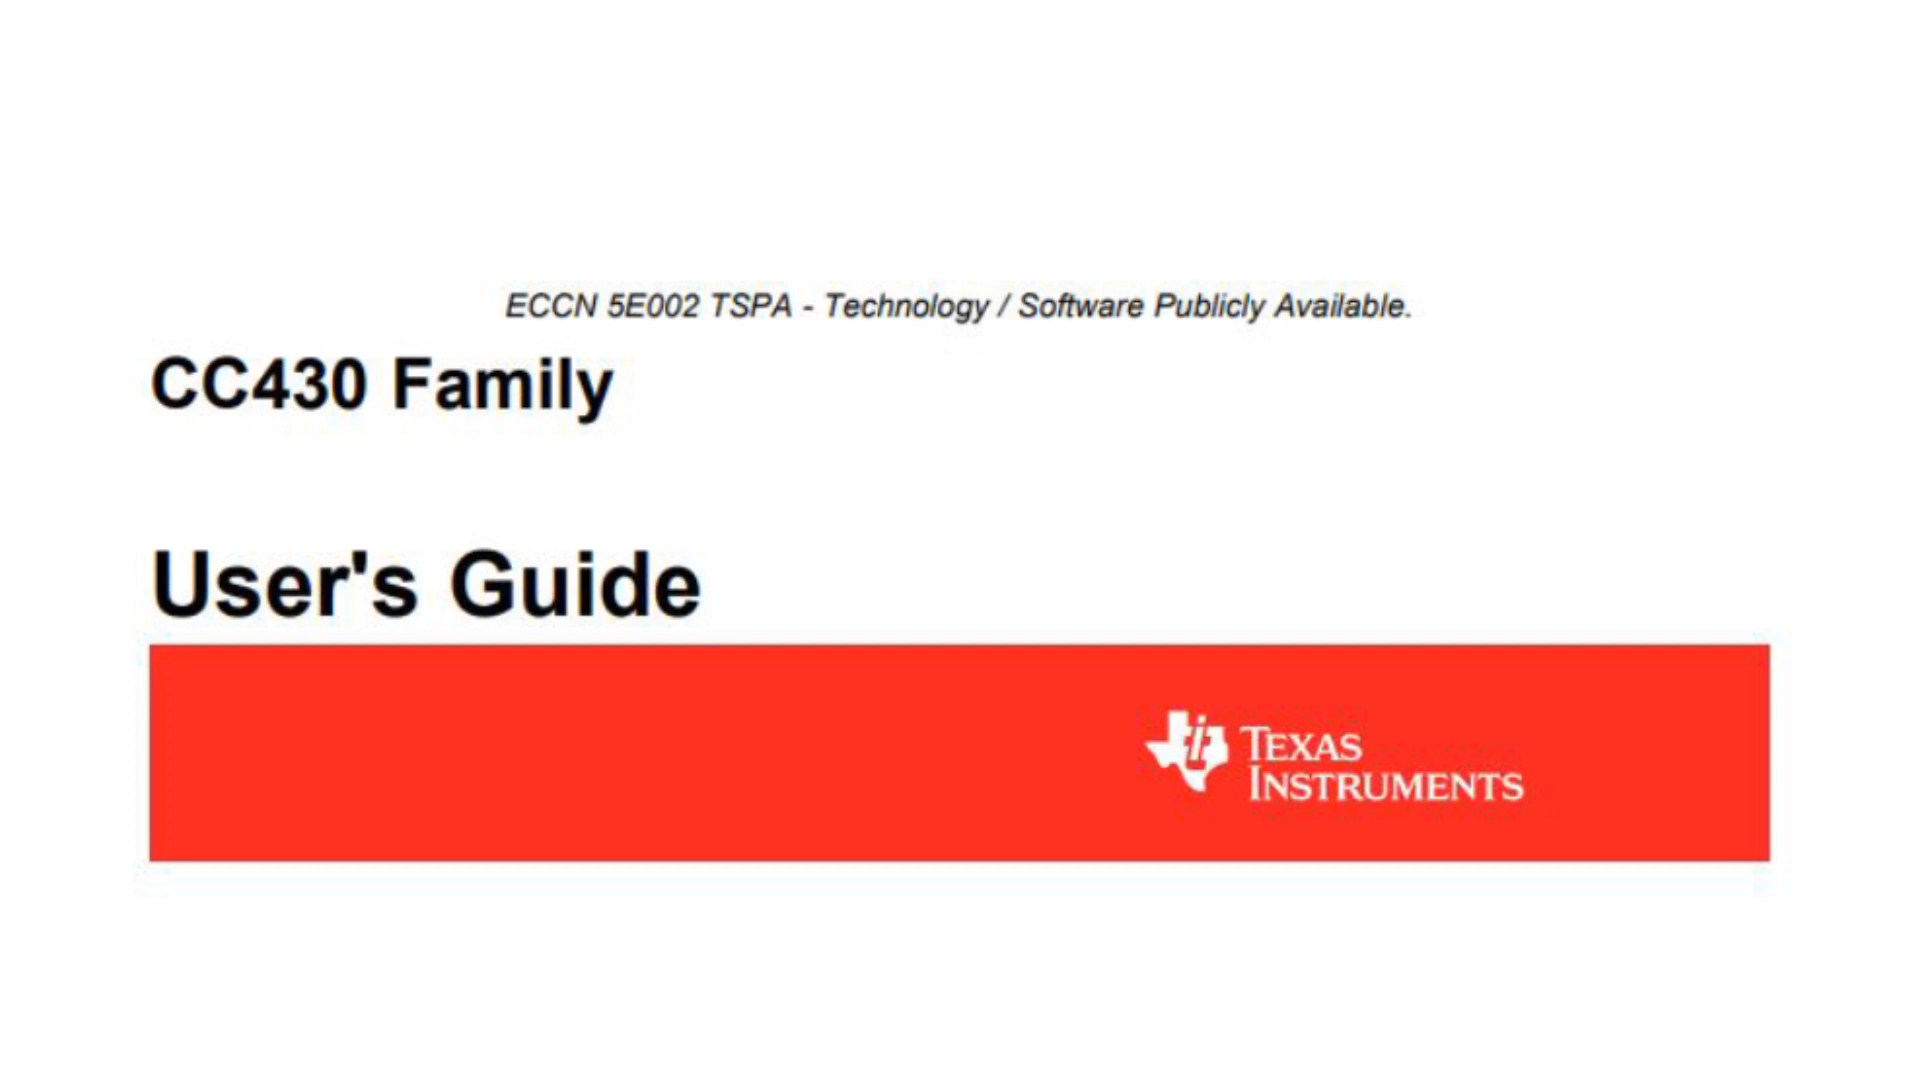 ECCN 5E002 TSPA - Technology / Software Publicly Available.
CC430 Family
User's Guide
TEXAS
INSTRUMENTS